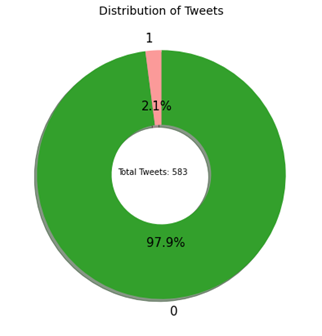 Distribution of Tweets
1
2.1%
Total Tweets: 583
97.9%
0